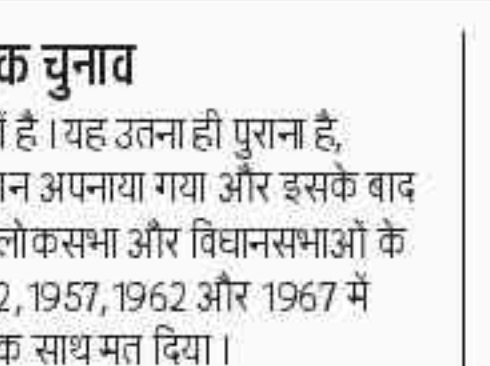 क चुनाव
है । यह उतना ही पुराना है,
अपनाया गया और इसके बाद
लोकसभा और विधानसभाओं के
2, 1957, 1962 और 1967 में
क साथ मत दिया ।